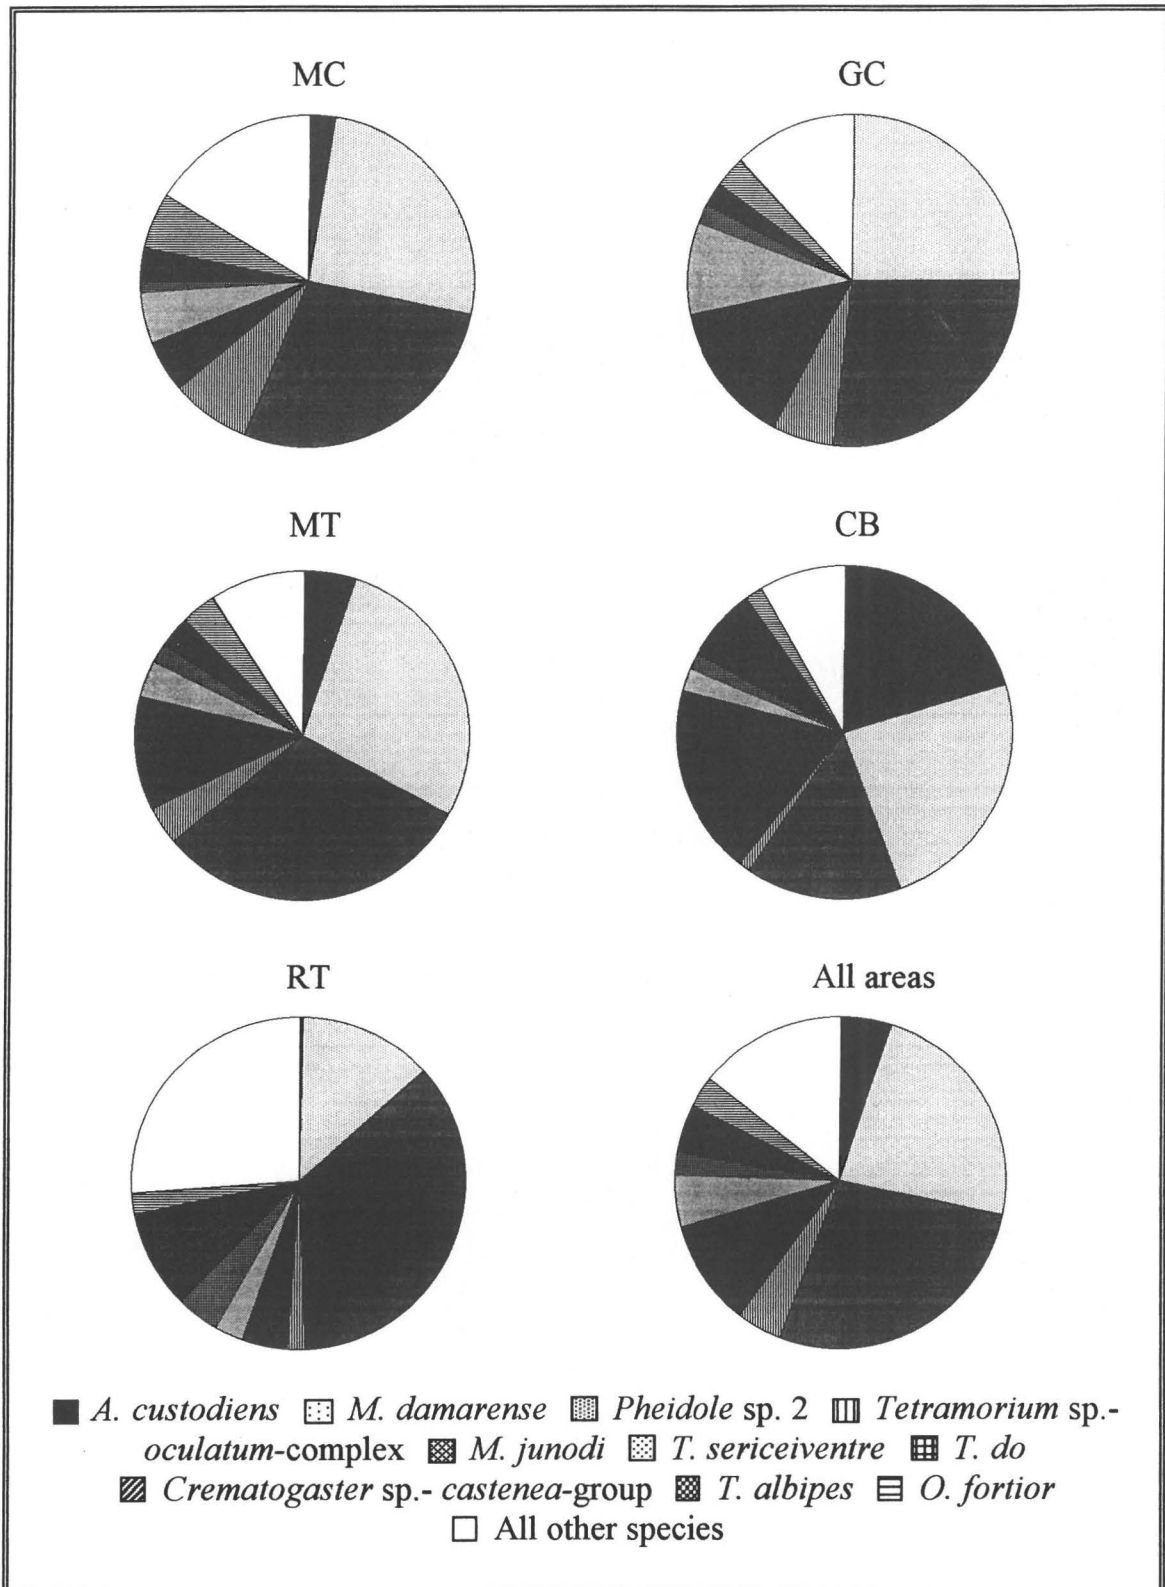 MC GC
MT CB
RT All areas
A. custodiens M. damarense Pheidole sp. 2 Tetramorium sp.-
oculatum-complex M. junodi T. sericeiventre T. do
Crematogaster sp.- castenea-group T. albipes O. fortior
All other species